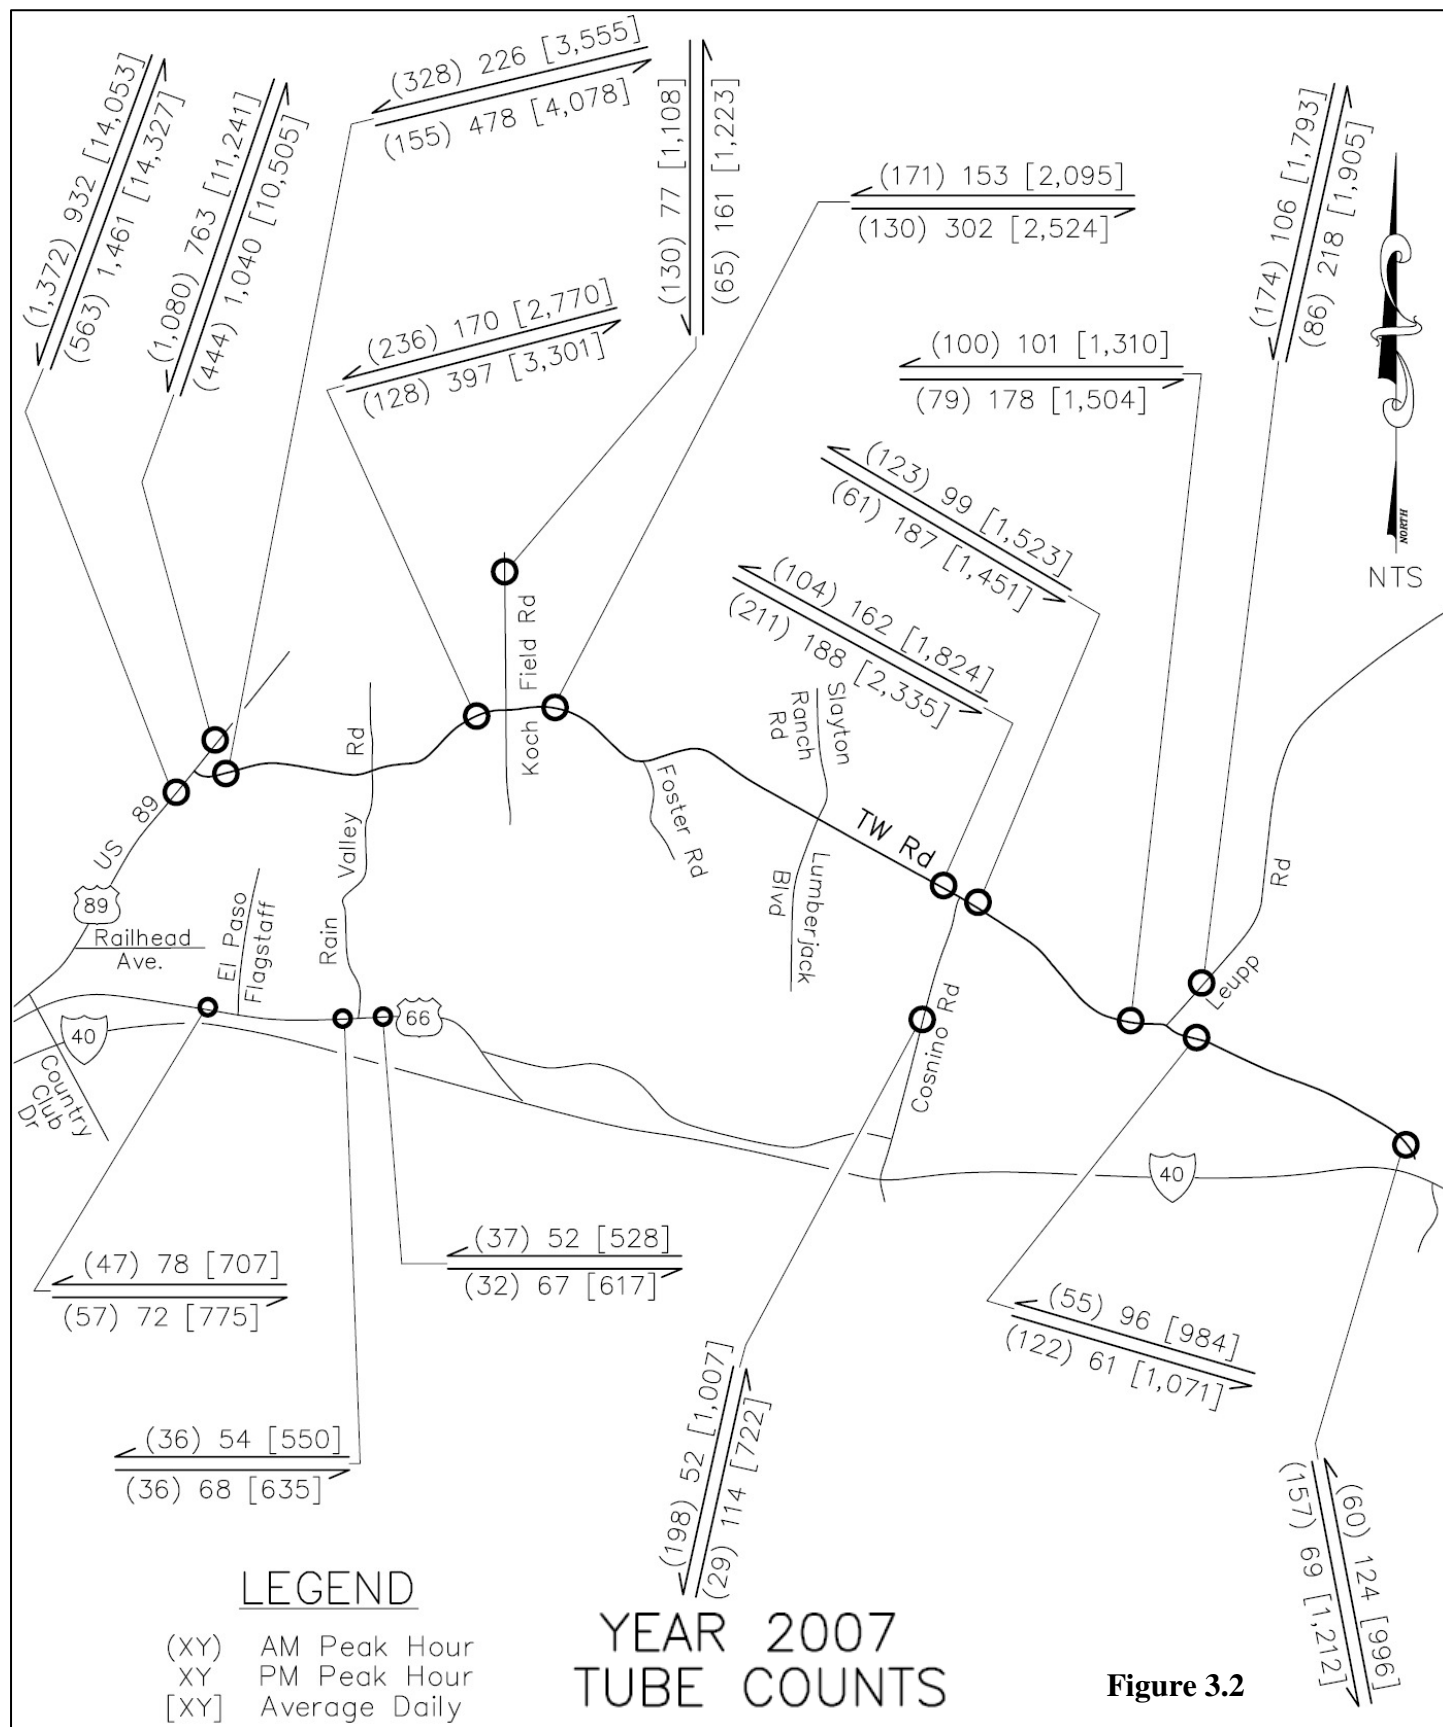 (1,372) 932 [14,053]
(563) 1,461 [14,327]
(1,080) 763 [11,241]
(444) 1,040 [10,505]
(328) 226 [3,555]
(155) 478 [4,078]
(130) 77 [1,108]
(65) 161 [1,223]
(171) 153 [2,095]
(130) 302 [2,524]
(174) 106 [1,793]
(86) 218 [1,905]
(236) 170 [2,770]
(128) 397 [3,301]
(100) 101 [1,310]
(79) 178 [1,504]
(123) 99 [1,523]
(61) 187 [1,451]
(104) 162 [1,824]
(211) 188 [2,335]
NORTH
NTS
US 89
89
Railhead
Ave.
El Paso
Flagstaff
Rain Valley Rd
Koch Field Rd
Foster Rd
Slayton
Ranch
Rd
TW Rd
Lumberjack
Blvd
Cosnino Rd
Leupp Rd
66
40
Country
Club
Dr
40
(47) 78 [707]
(57) 72 [775]
(37) 52 [528]
(32) 67 [617]
(36) 54 [550]
(36) 68 [635]
(198) 52 [1,007]
(29) 114 [722]
(55) 96 [984]
(122) 61 [1,071]
(60) 124 [996]
(157) 69 [1,212]
LEGEND
(XY) AM Peak Hour
XY PM Peak Hour
[XY] Average Daily
YEAR 2007
TUBE COUNTS
Figure 3.2